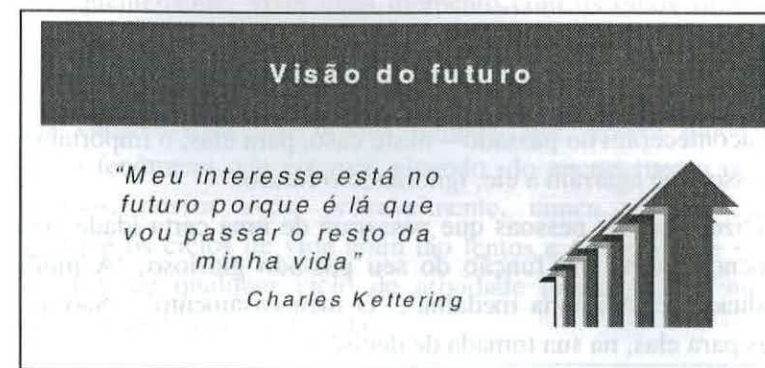 Visão do futuro
"Meu interesse está no
futuro porque é lá que
vou passar o resto da
minha vida"
Charles Kettering